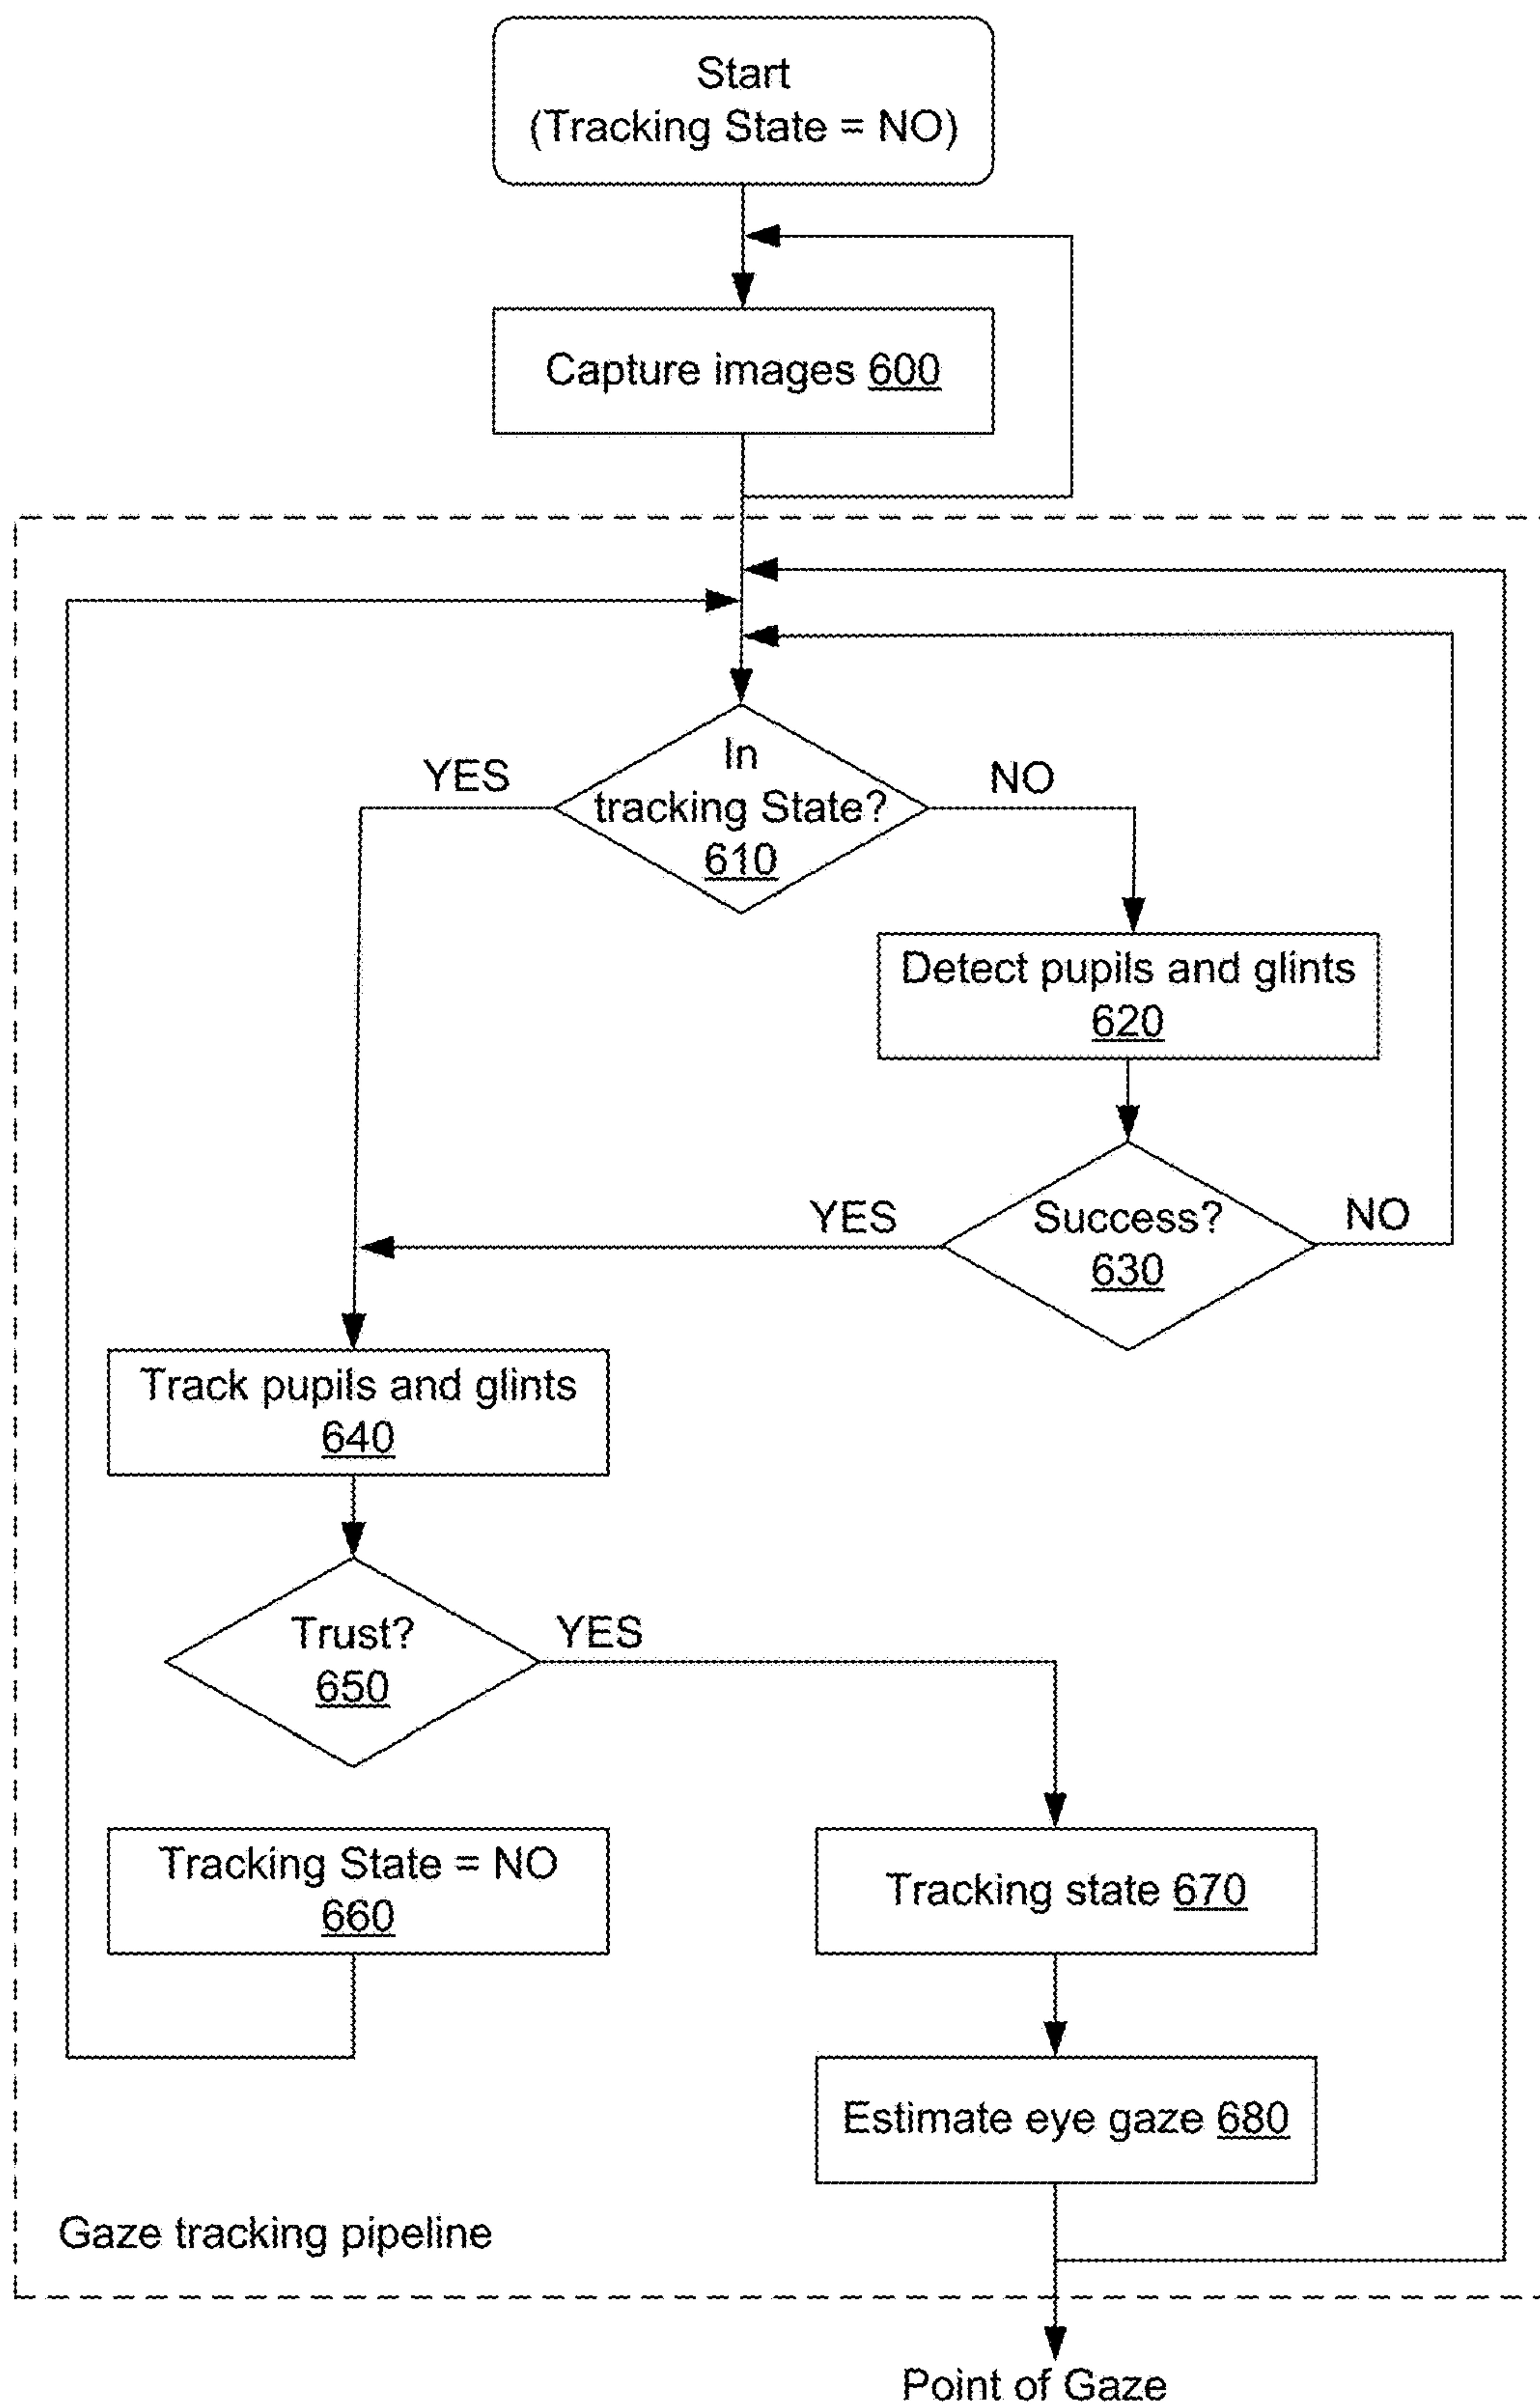 Start
(Tracking State = NO)
Capture images 600
In
tracking State?
610
YES
NO
Detect pupils and glints
620
Success?
630
YES
NO
Track pupils and glints
640
Trust?
650
YES
Tracking State = NO
660
Tracking state 670
Estimate eye gaze 680
Gaze tracking pipeline
Point of Gaze